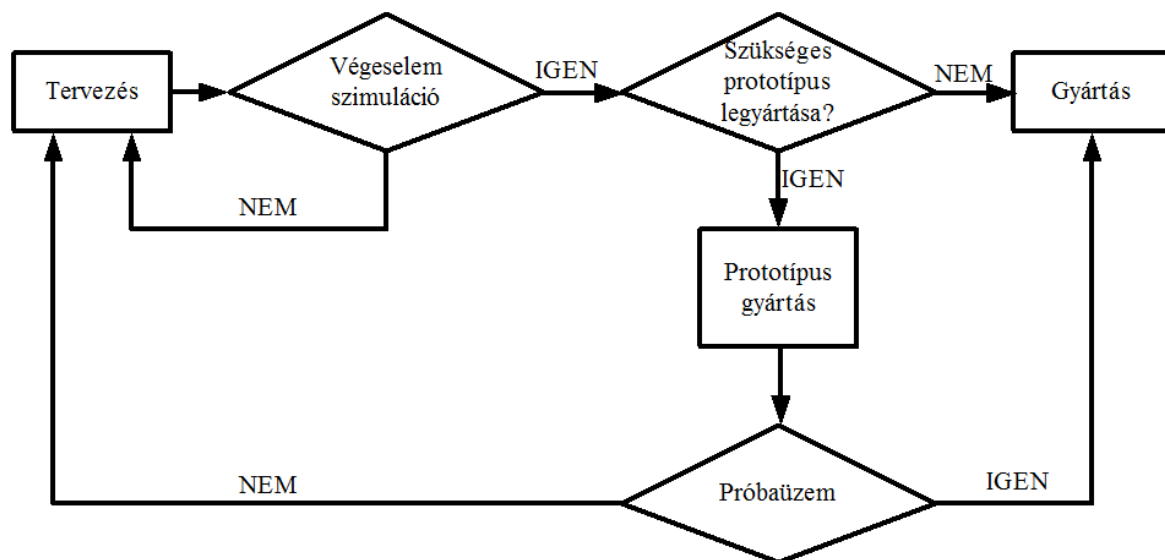 Tervezés
Végeselem
szimuláció
IGEN
Szükséges
prototípus
legyártása?
NEM
Gyártás
NEM
IGEN
Prototípus
gyártás
NEM
Próbaüzem
IGEN